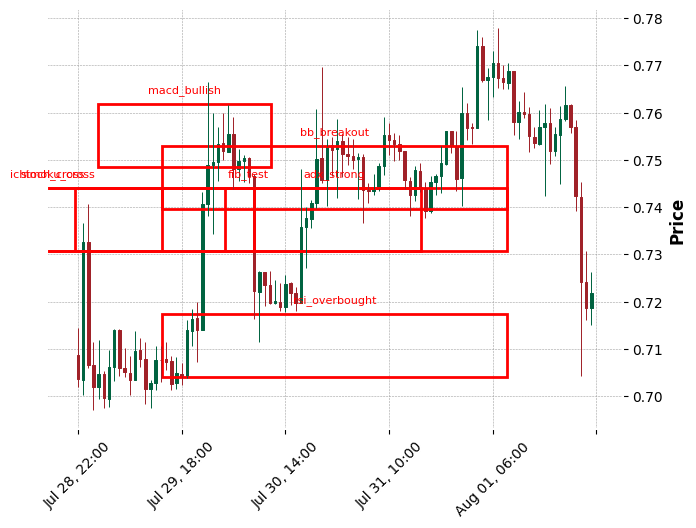 0.78
0.77
macd_bullish
0.76
bb_breakout
0.75
fib_test
adx_strong
0.74
Price
0.73
rsi_overbought
0.72
0.71
0.70
Jul 28, 22:00
Jul 29, 18:00
Jul 30, 14:00
Jul 31, 10:00
Aug 01, 06:00